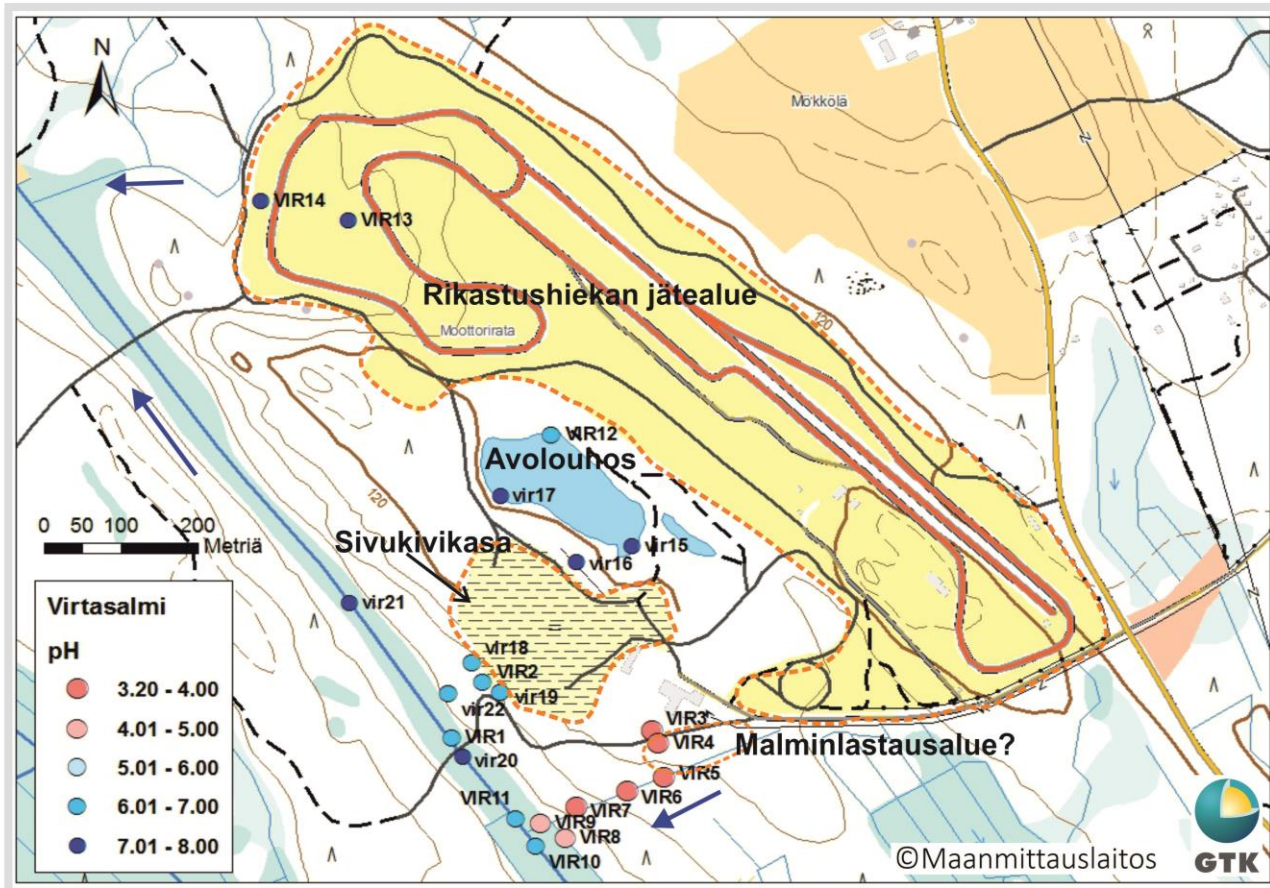 N
Mökkölä
VIR14
VIR13
Rikastushiekan jätealue
Moottorirata
120
VIR12
Avolouhos
vir17
120
0 50 100 200
Metriä
Sivukivikasa
vir15
vir16
vir21
Virtasalmi
pH
3.20 - 4.00
4.01 - 5.00
5.01 - 6.00
6.01 - 7.00
7.01 - 8.00
vir18
VIR2
vir19
vir22
VIR1
vir20
VIR3
VIR4
Malminlastausalue?
VIR5
VIR6
VIR7
VIR11
VIR9
VIR8
VIR10
©Maanmittauslaitos
GTK